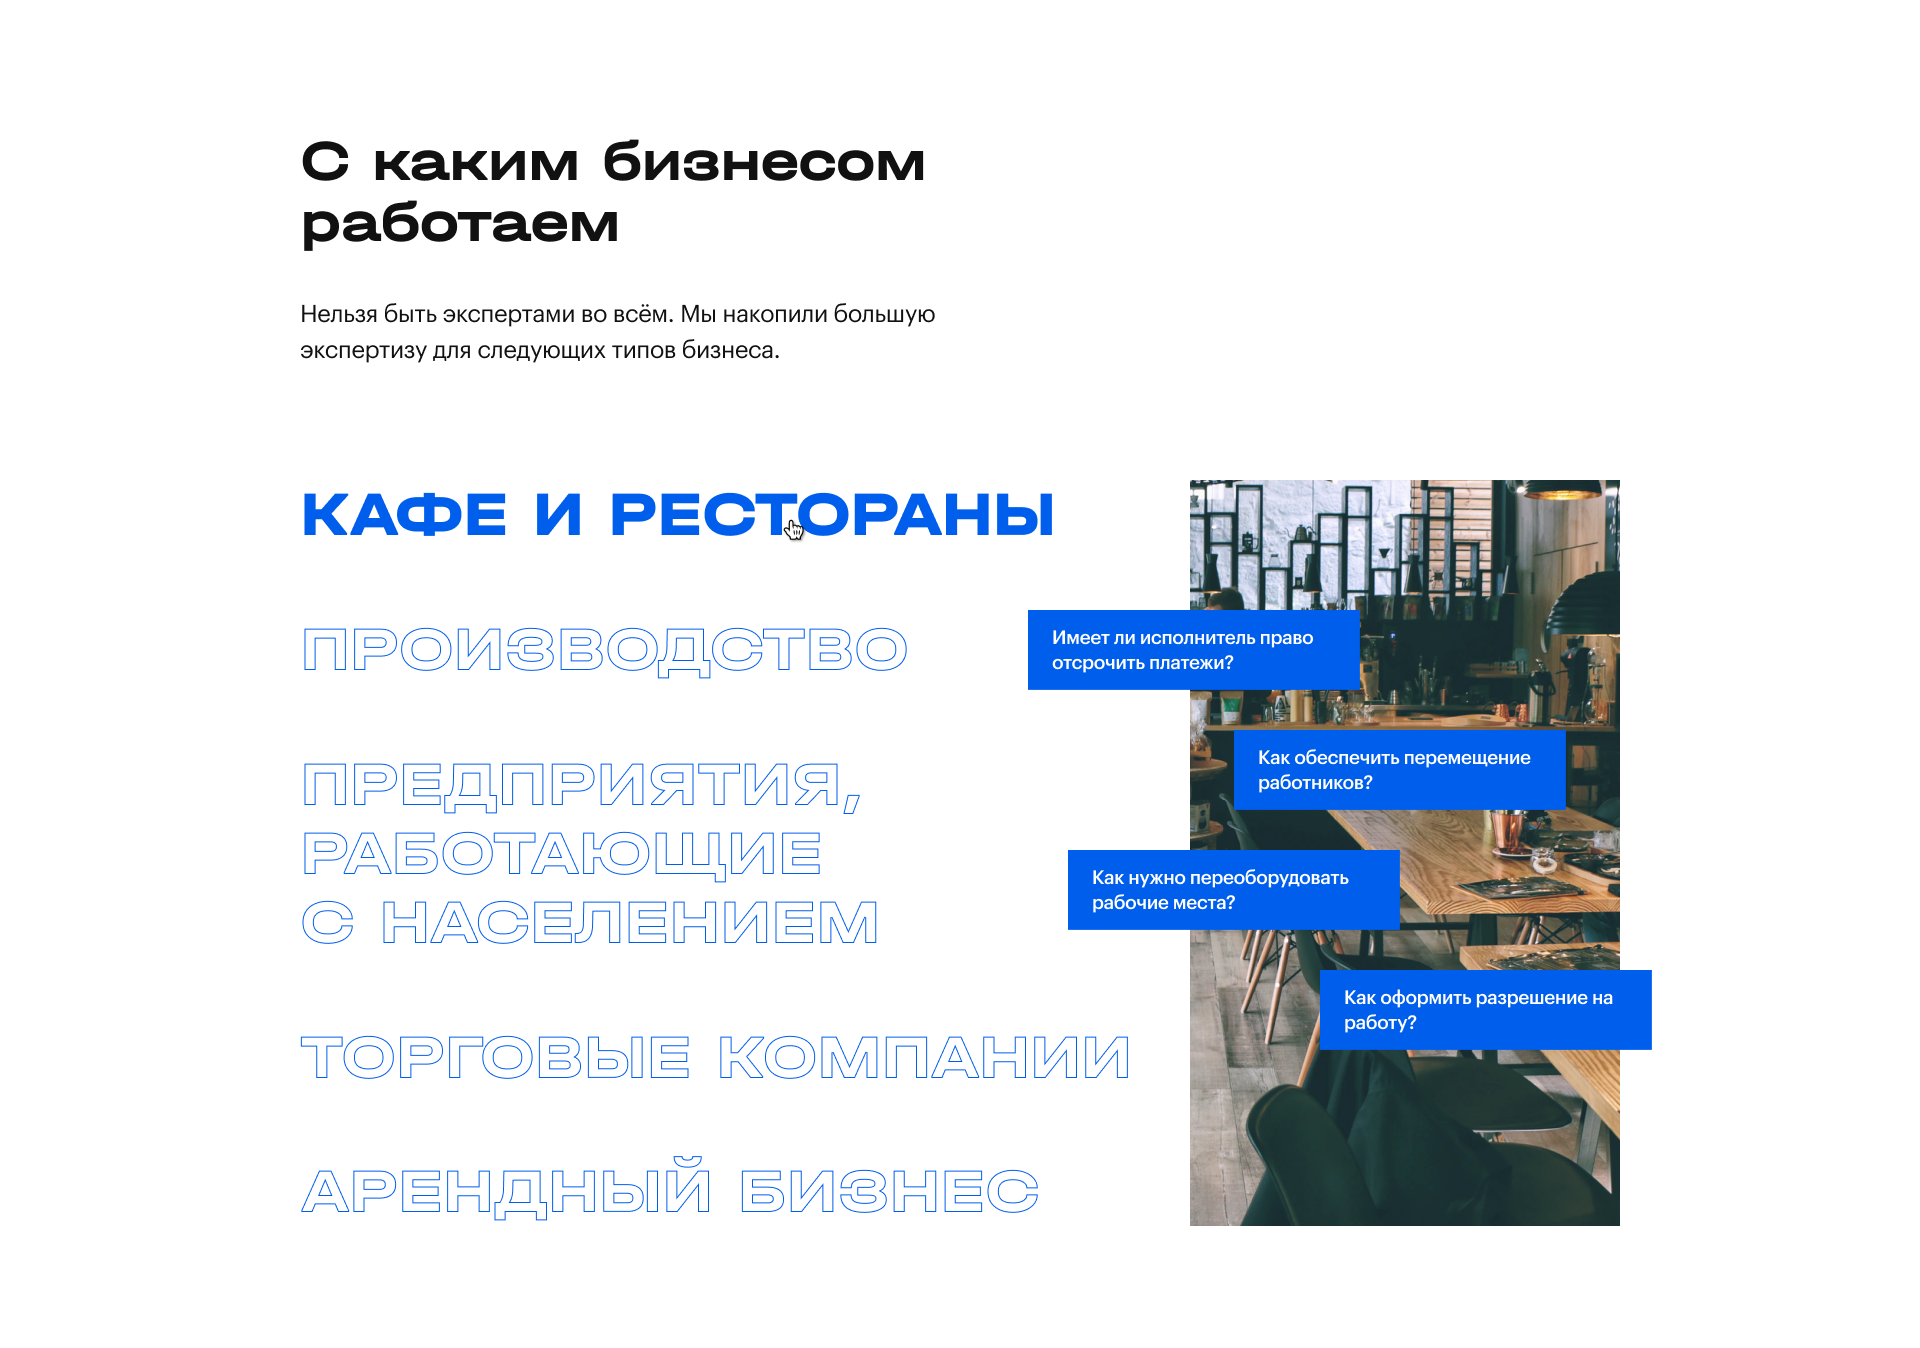 С каким бизнесом
работаем
Нельзя быть экспертами во всём. Мы накопили большую
экспертизу для следующих типов бизнеса.
КАФЕ И РЕСТОРАНЫ
ПРОИЗВОДСТВО
ПРЕДПРИЯТИЯ,
РАБОТАЮЩИЕ
С НАСЕЛЕНИЕМ
ТОРГОВЫЕ КОМПАНИИ
АРЕНДНЫЙ БИЗНЕС
Имеет ли исполнитель право
отсрочить платежи?
Как обеспечить перемещение
работников?
Как нужно переоборудовать
рабочие места?
Как оформить разрешение на
работу?